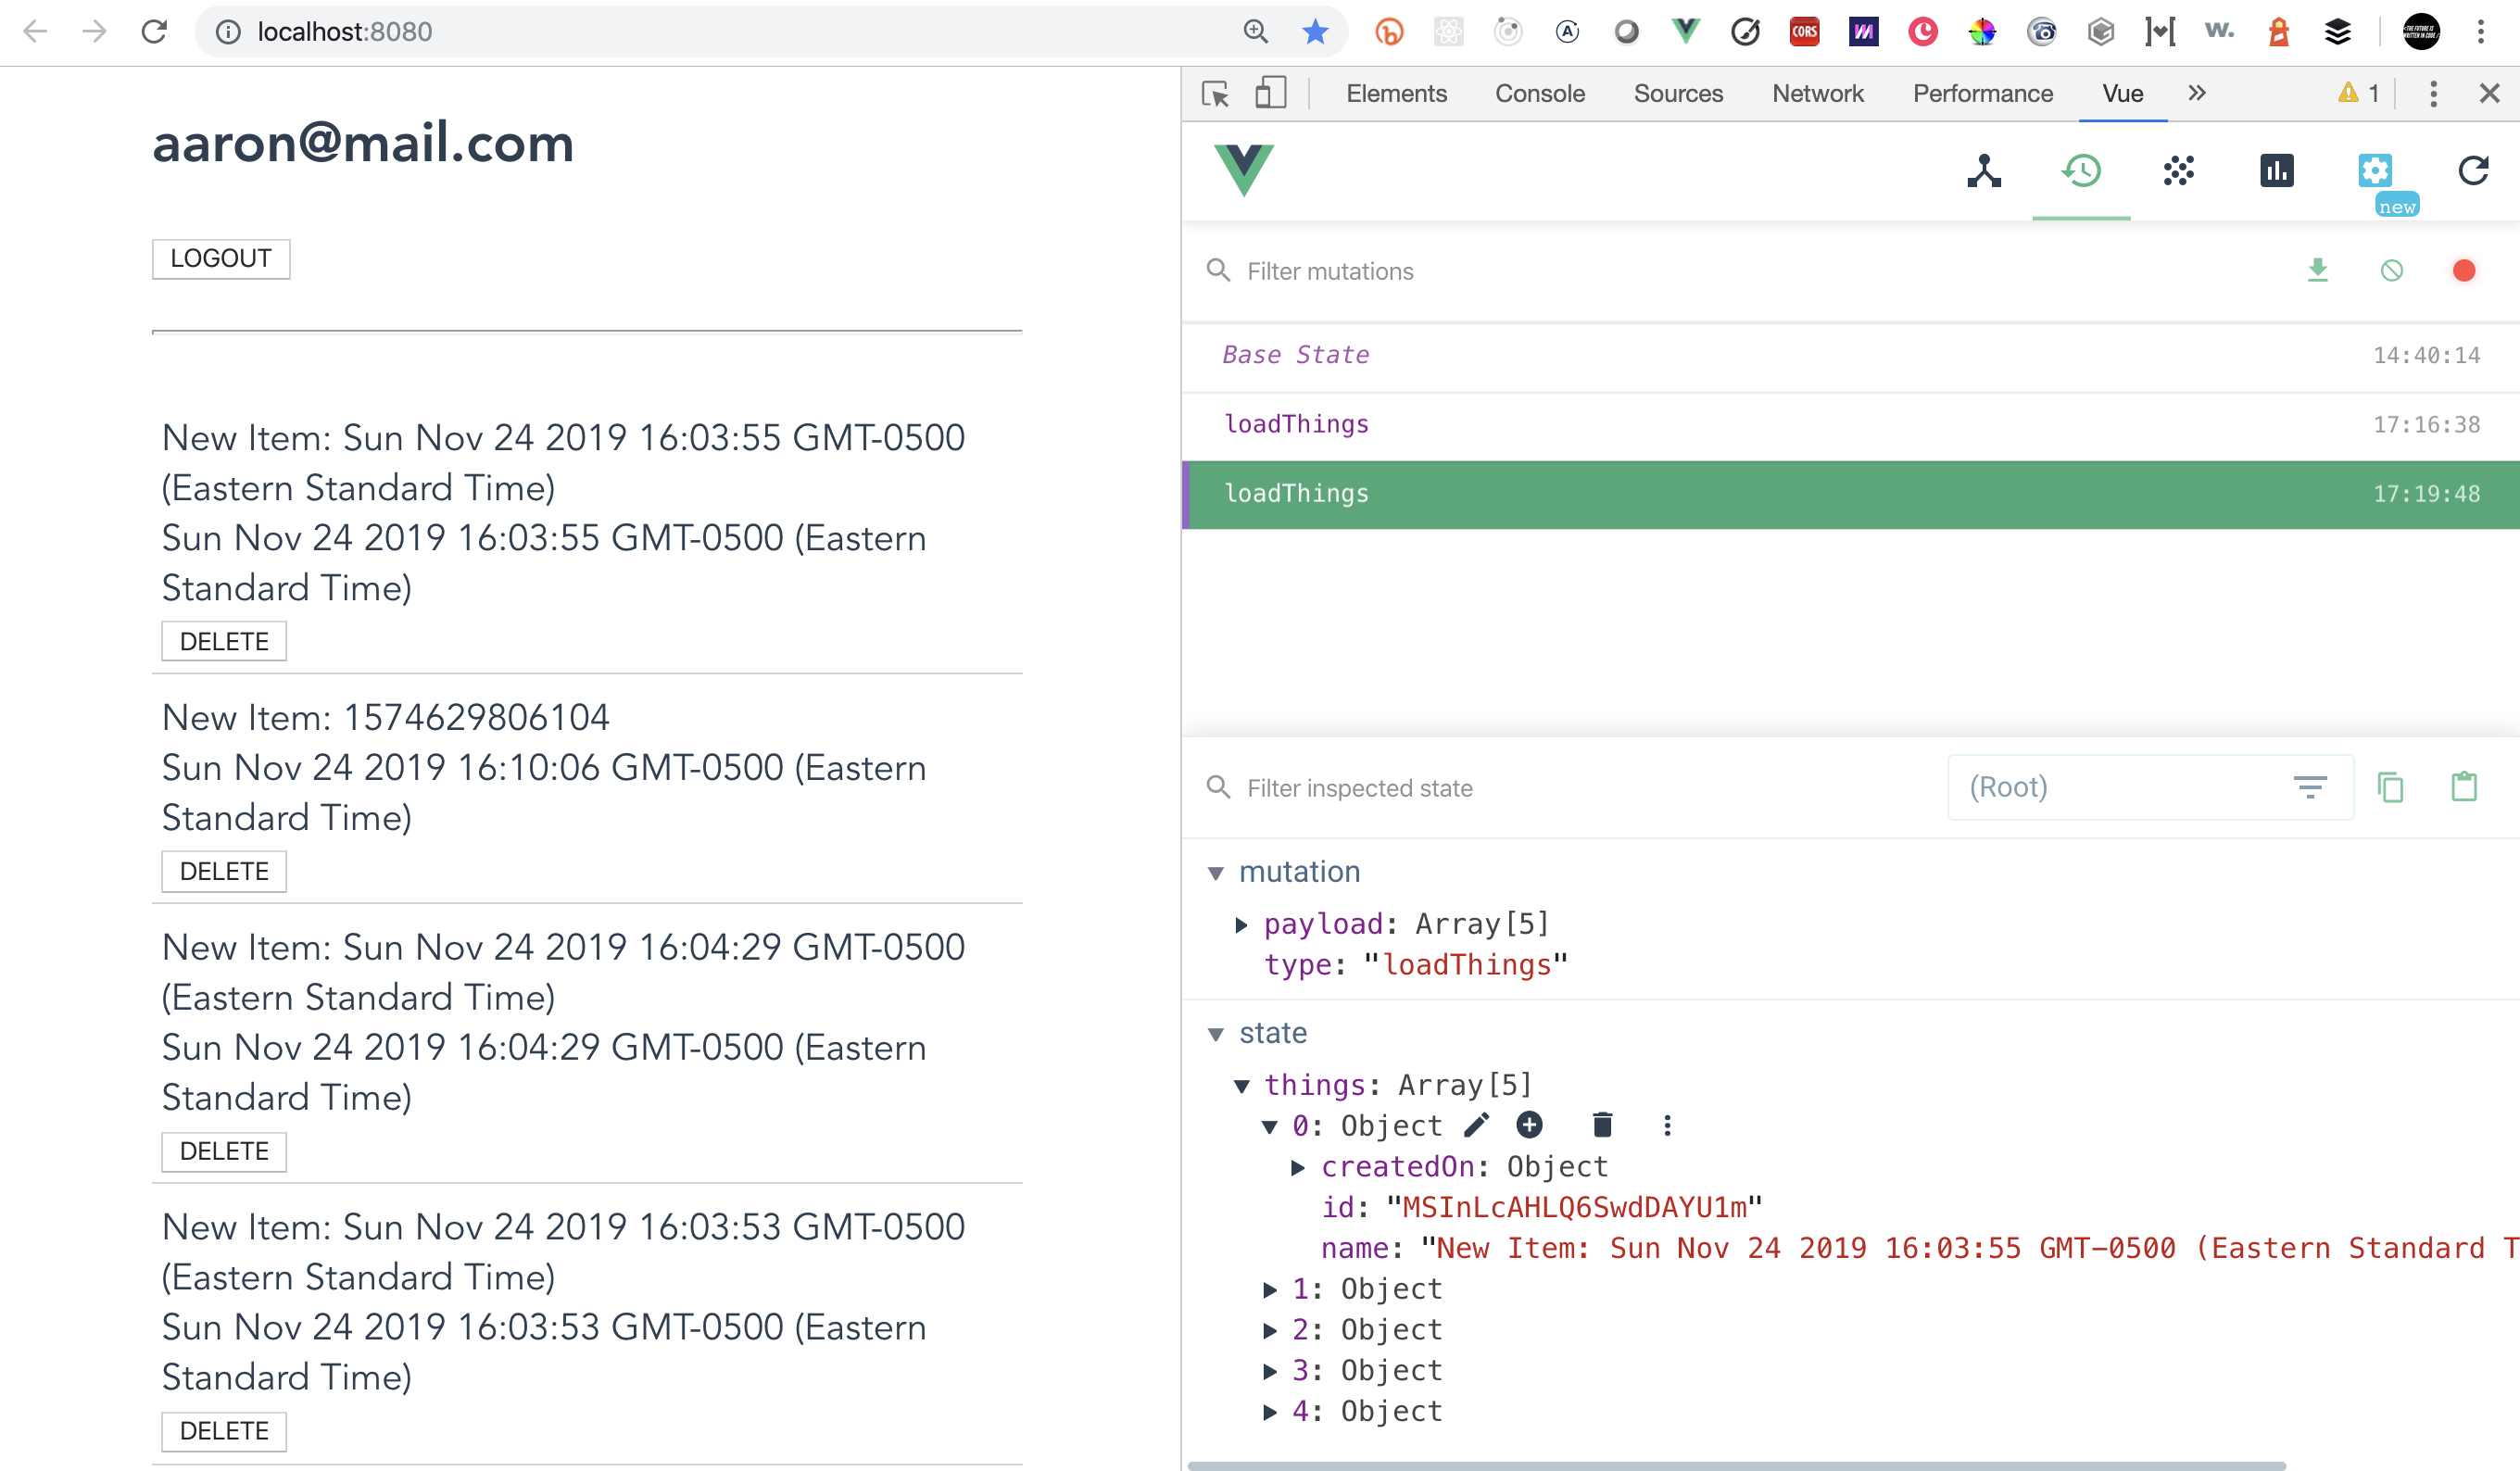 localhost:8080
CORS
Elements
Console
Sources
Network
Performance
Vue
1
aaron@mail.com
LOGOUT
New Item: Sun Nov 24 2019 16:03:55 GMT-0500
(Eastern Standard Time)
Sun Nov 24 2019 16:03:55 GMT-0500 (Eastern
Standard Time)
DELETE
New Item: 1574629806104
Sun Nov 24 2019 16:10:06 GMT-0500 (Eastern
Standard Time)
DELETE
New Item: Sun Nov 24 2019 16:04:29 GMT-0500
(Eastern Standard Time)
Sun Nov 24 2019 16:04:29 GMT-0500 (Eastern
Standard Time)
DELETE
New Item: Sun Nov 24 2019 16:03:53 GMT-0500
(Eastern Standard Time)
Sun Nov 24 2019 16:03:53 GMT-0500 (Eastern
Standard Time)
DELETE
new
Filter mutations
Base State 14:40:14
loadThings 17:16:38
loadThings 17:19:48
Filter inspected state
(Root)
mutation
payload: Array[5]
type: "loadThings"
state
things: Array[5]
0: Object
createdOn: Object
id: "MSInLcAHLQ6SwdDAYU1m"
name: "New Item: Sun Nov 24 2019 16:03:55 GMT-0500 (Eastern Standard T
1: Object
2: Object
3: Object
4: Object